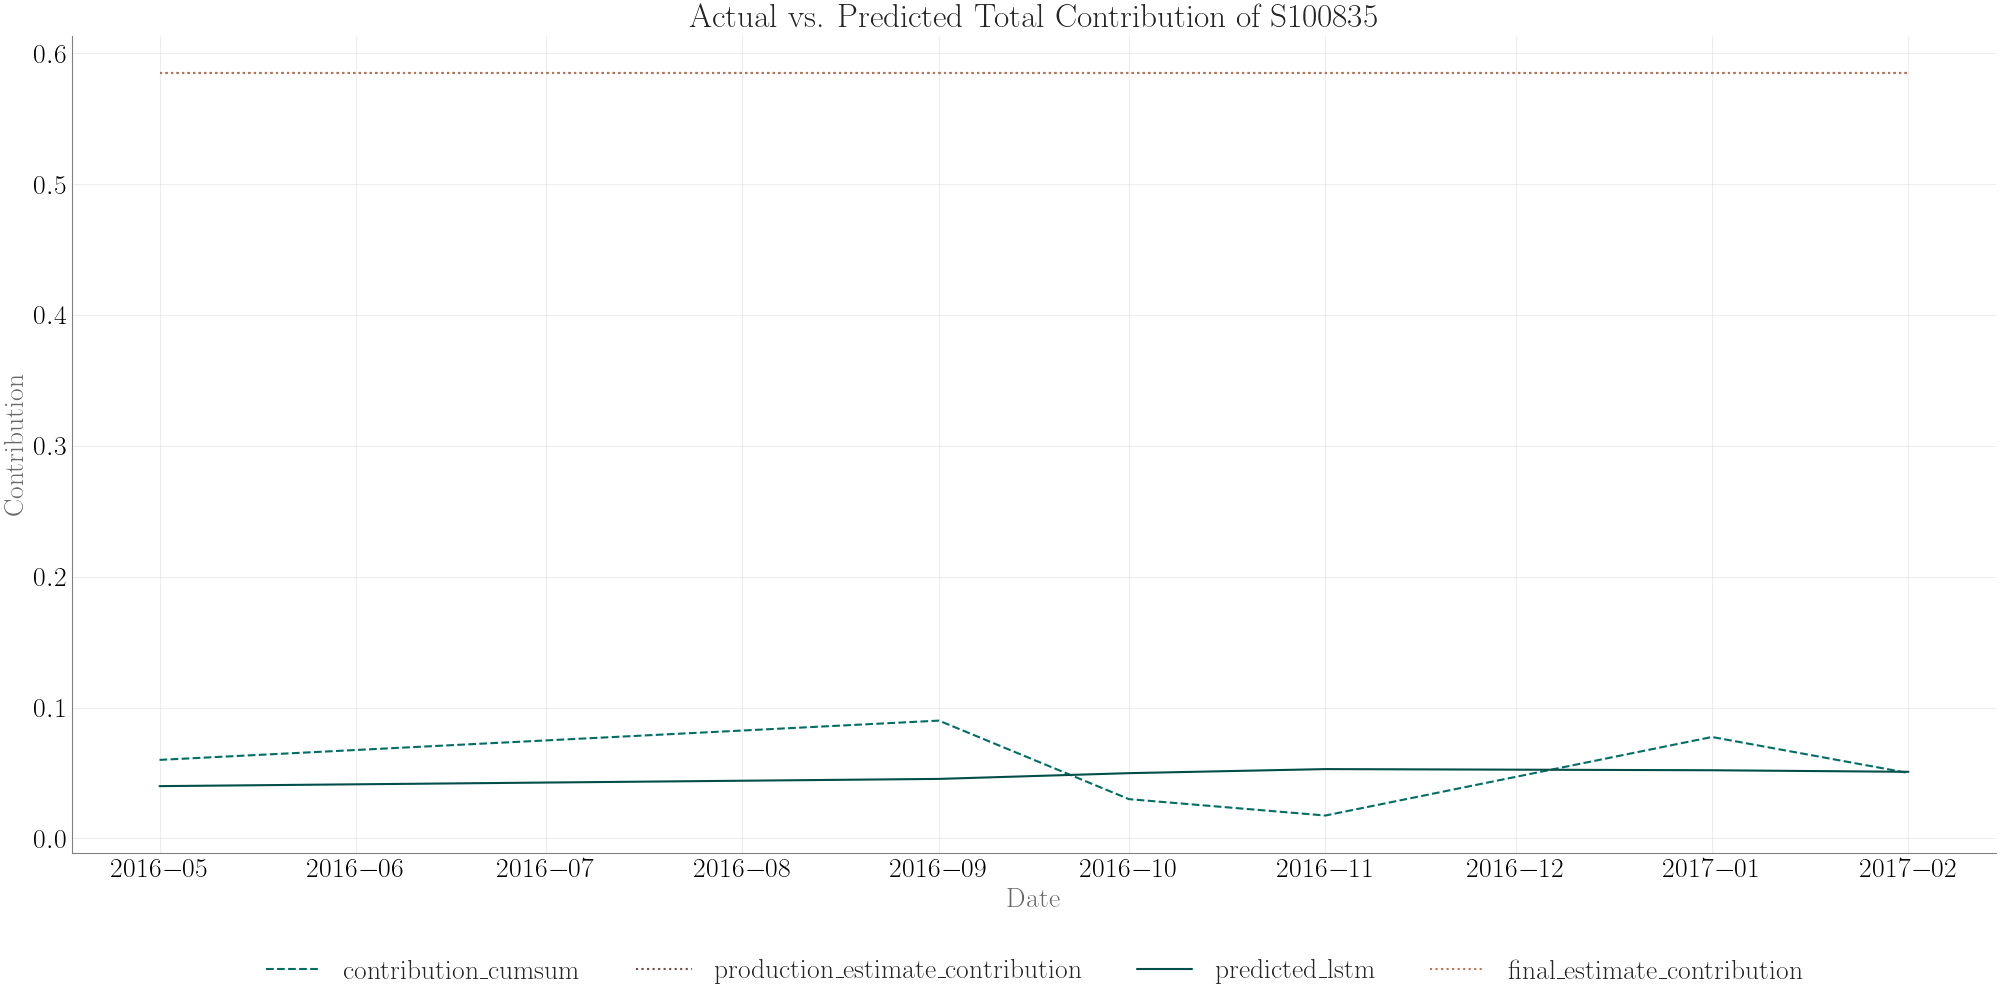 Actual vs. Predicted Total Contribution of S100835
0.6
0.5
0.4
0.3
0.2
0.1
0.0
Contribution
2016–05 2016–06 2016–07 2016–08 2016–09 2016–10 2016–11 2016–12 2017–01 2017–02
Date
contribution_cumsum production_estimate_contribution predicted_lstm final_estimate_contribution